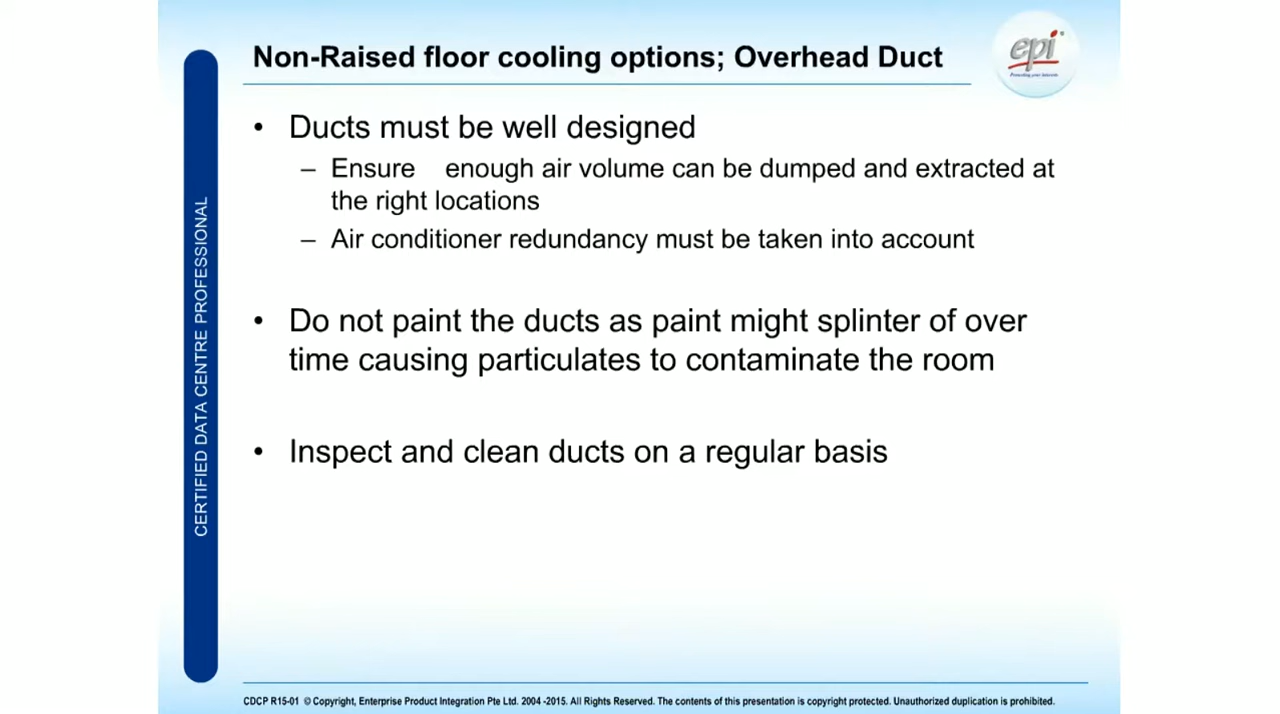 Non-Raised floor cooling options; Overhead Duct
epi
Protecting your Interests
• Ducts must be well designed
– Ensure enough air volume can be dumped and extracted at
the right locations
– Air conditioner redundancy must be taken into account
• Do not paint the ducts as paint might splinter of over
time causing particulates to contaminate the room
• Inspect and clean ducts on a regular basis
CERTIFIED DATA CENTRE PROFESSIONAL
CDCP R15-01 © Copyright, Enterprise Product Integration Pte Ltd. 2004 -2015. All Rights Reserved. The contents of this presentation is copyright protected. Unauthorized duplication is prohibited.